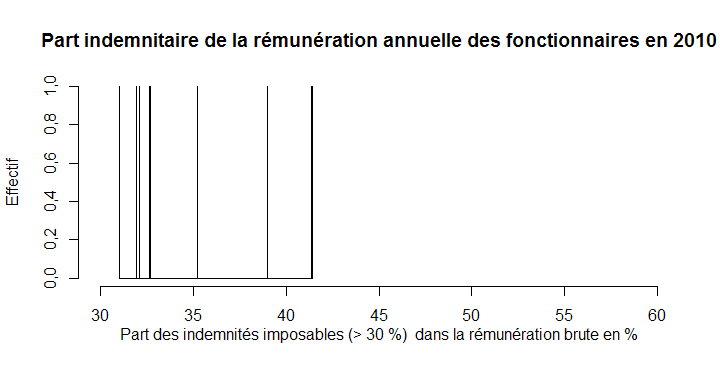 Part indemnitaire de la rémunération annuelle des fonctionnaires en 2010
Effectif
1,0
0,8
0,6
0,4
0,2
0,0
30 35 40 45 50 55 60
Part des indemnités imposables (> 30 %)  dans la rémunération brute en %